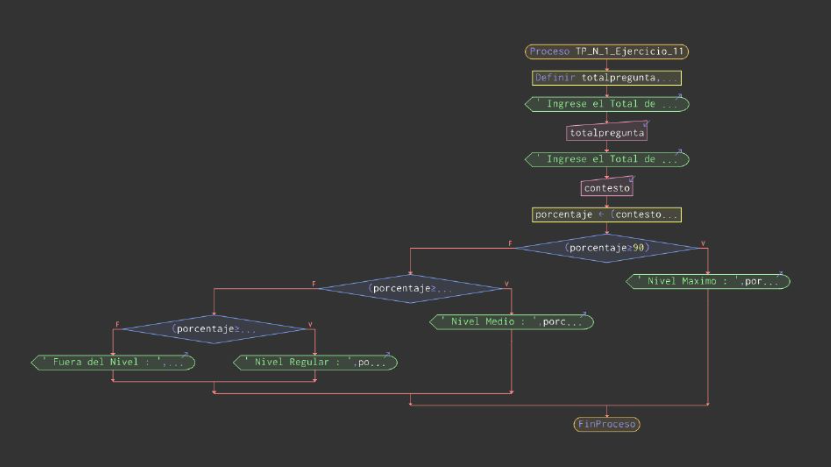 Proceso TP_N_1_Ejercicio_11
Definir totalpregunta,...
' Ingrese el Total de ...
totalpregunta
' Ingrese el Total de ...
contesto
porcentaje ← (contesto...
F
(porcentaje≥90)
V
' Nivel Maximo : ',por...
F
(porcentaje≥...
V
' Nivel Medio : ',porc...
F
(porcentaje≥...
V
' Fuera del Nivel : ',...
' Nivel Regular : ',po...
FinProceso